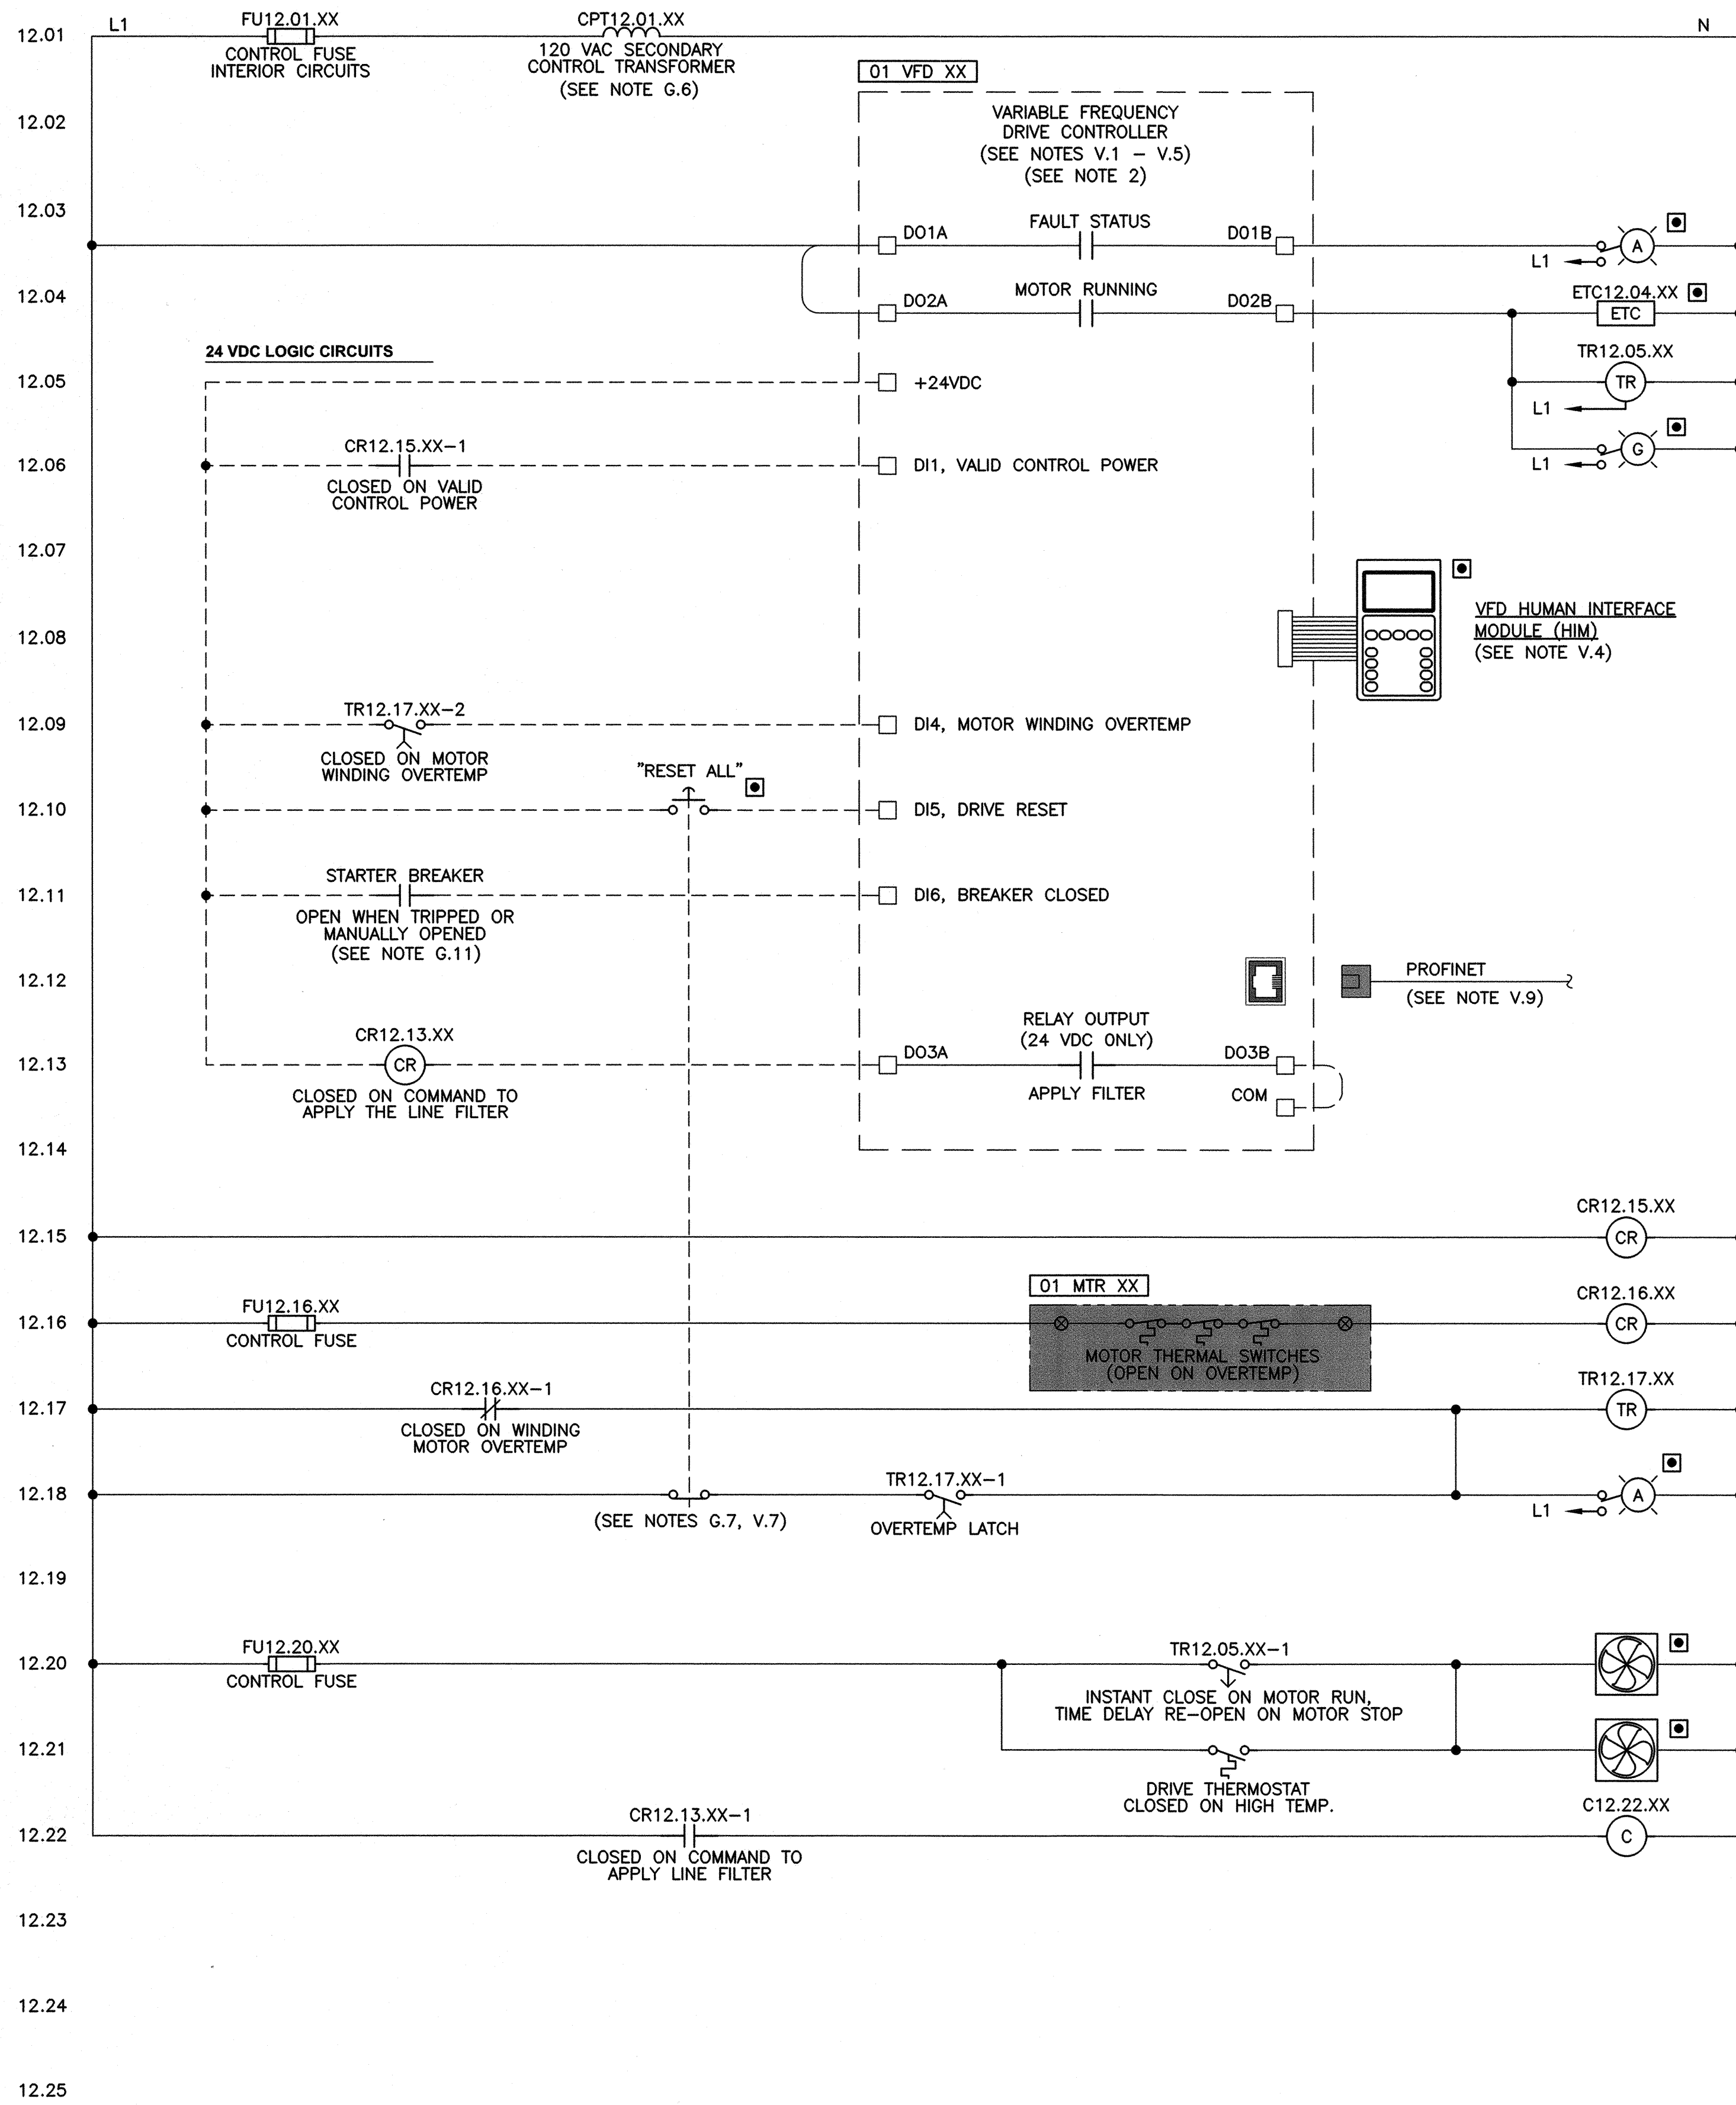 L1
FU12.01.XX
CPT12.01.XX
N
12.01
CONTROL FUSE
INTERIOR CIRCUITS
120 VAC SECONDARY
CONTROL TRANSFORMER
(SEE NOTE G.6)
01 VFD XX
12.02
VARIABLE FREQUENCY
DRIVE CONTROLLER
(SEE NOTES V.1 – V.5)
(SEE NOTE 2)
12.03
DO1A
FAULT STATUS
DO1B
A
L1
12.04
DO2A
MOTOR RUNNING
DO2B
ETC12.04.XX
ETC
24 VDC LOGIC CIRCUITS
TR12.05.XX
12.05
+24VDC
TR
L1
CR12.15.XX-1
12.06
DI1, VALID CONTROL POWER
G
L1
CLOSED ON VALID
CONTROL POWER
12.07
VFD HUMAN INTERFACE
MODULE (HIM)
(SEE NOTE V.4)
12.08
TR12.17.XX-2
12.09
DI4, MOTOR WINDING OVERTEMP
CLOSED ON MOTOR
WINDING OVERTEMP
"RESET ALL"
12.10
DI5, DRIVE RESET
STARTER BREAKER
12.11
DI6, BREAKER CLOSED
OPEN WHEN TRIPPED OR
MANUALLY OPENED
(SEE NOTE G.11)
12.12
PROFINET
(SEE NOTE V.9)
CR12.13.XX
RELAY OUTPUT
(24 VDC ONLY)
12.13
CR
DO3A
DO3B
CLOSED ON COMMAND TO
APPLY THE LINE FILTER
APPLY FILTER
COM
12.14
CR12.15.XX
12.15
CR
01 MTR XX
FU12.16.XX
CR12.16.XX
12.16
CR
CONTROL FUSE
MOTOR THERMAL SWITCHES
(OPEN ON OVERTEMP)
CR12.16.XX-1
TR12.17.XX
12.17
TR
CLOSED ON WINDING
MOTOR OVERTEMP
TR12.17.XX-1
12.18
A
L1
(SEE NOTES G.7, V.7)
OVERTEMP LATCH
12.19
FU12.20.XX
TR12.05.XX-1
12.20
CONTROL FUSE
INSTANT CLOSE ON MOTOR RUN,
TIME DELAY RE-OPEN ON MOTOR STOP
12.21
DRIVE THERMOSTAT
CLOSED ON HIGH TEMP.
CR12.13.XX-1
C12.22.XX
12.22
C
CLOSED ON COMMAND TO
APPLY LINE FILTER
12.23
12.24
12.25